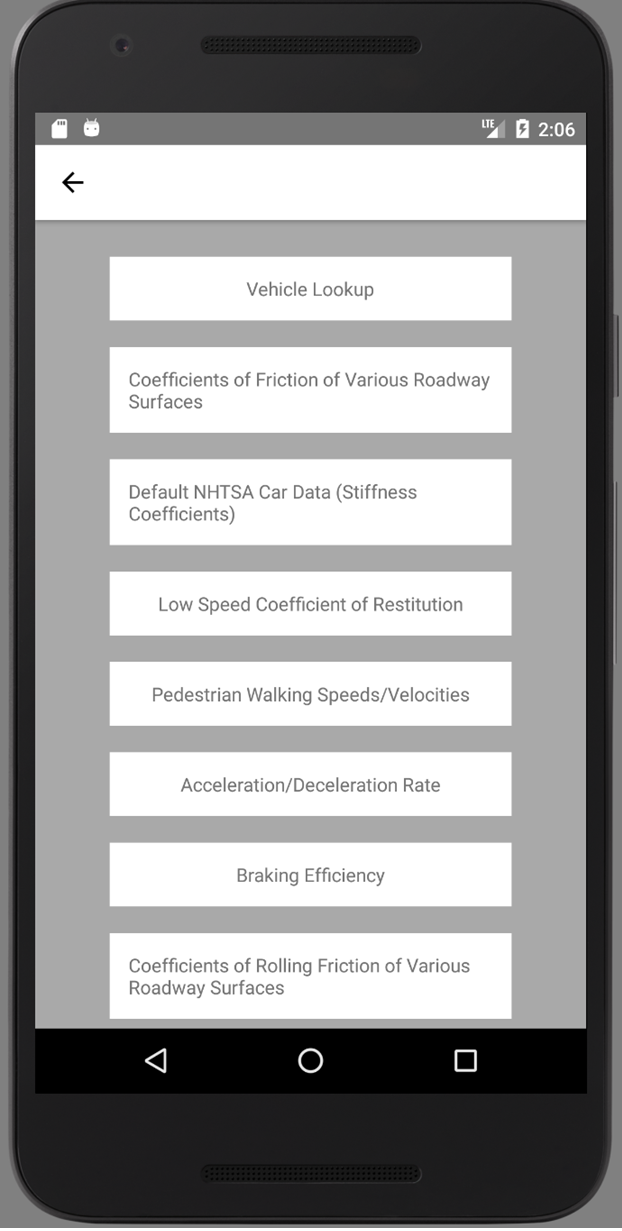 LTE 2:06
Vehicle Lookup
Coefficients of Friction of Various Roadway
Surfaces
Default NHTSA Car Data (Stiffness
Coefficients)
Low Speed Coefficient of Restitution
Pedestrian Walking Speeds/Velocities
Acceleration/Deceleration Rate
Braking Efficiency
Coefficients of Rolling Friction of Various
Roadway Surfaces